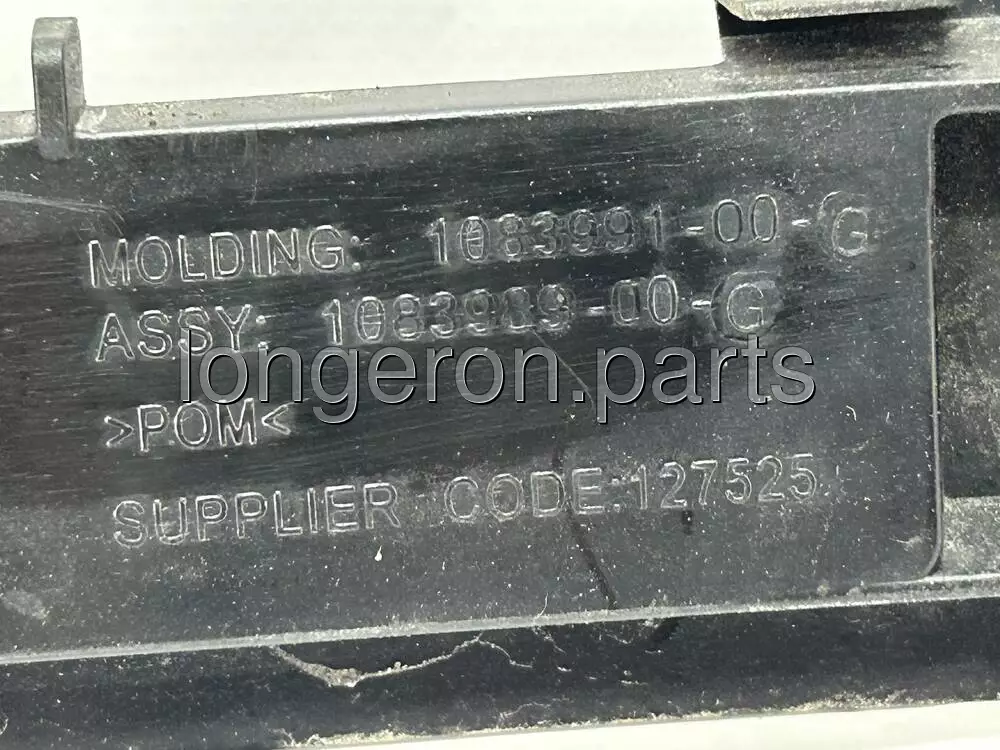 MOLDING: 1083991-00-G
ASSY: 1083989-00-G
longeron.parts
>POM<
SUPPLIER CODE:127525